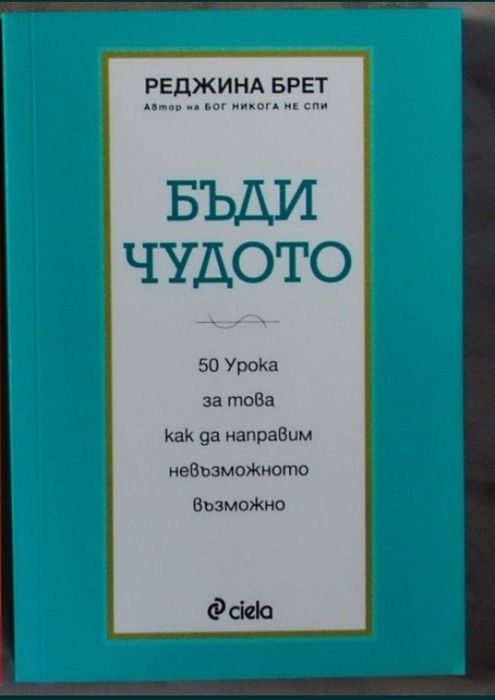 РЕДЖИНА БРЕТ
Автор на БОГ НИКОГА НЕ СПИ
БЪДИ
ЧУДОТО
50 Урока
за това
как да направим
невъзможното
възможно
ciela